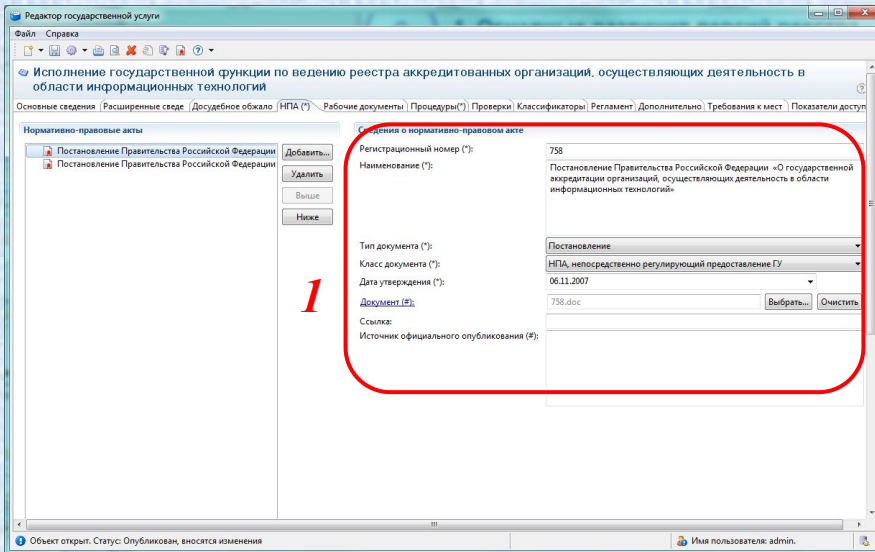 Редактор государственной услуги
Файл Справка
Исполнение государственной функции по ведению реестра аккредитованных организаций, осуществляющих деятельность в
области информационных технологий
Основные сведения Расширенные сведе Досудебное обжало НПА (*) Рабочие документы Процедуры(*) Проверки Классификаторы Регламент Дополнительно Требования к мест Показатели доступ
Нормативно-правовые акты
Постановление Правительства Российской Федерации
Постановление Правительства Российской Федерации
Добавить...
Удалить
Выше
Ниже
1
Сведения о нормативно-правовом акте
Регистрационный номер (*): 758
Наименование (*): Постановление Правительства Российской Федерации «О государственной
аккредитации организаций, осуществляющих деятельность в области
информационных технологий»
Тип документа (*): Постановление
Класс документа (*): НПА, непосредственно регулирующий предоставление ГУ
Дата утверждения (*): 06.11.2007
Документ (#): 758.doc Выбрать... Очистить
Ссылка:
Источник официального опубликования (#):
Объект открыт. Статус: Опубликован, вносятся изменения
Имя пользователя: admin.